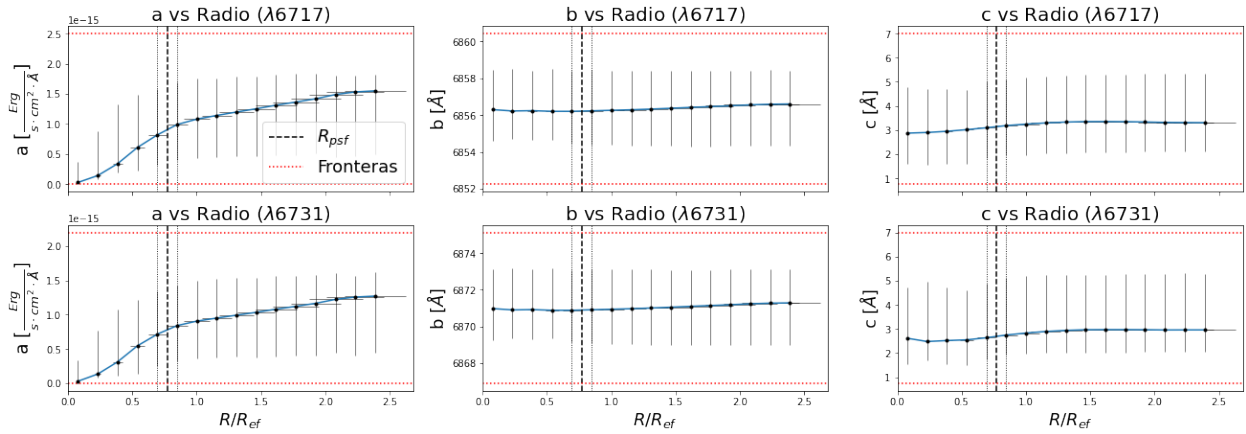 a vs Radio (λ6717)
1e−15
2.5
2.0
1.5
1.0
0.5
0.0
a [ Erg / s · cm² · Å ]
R_psf
Fronteras
b vs Radio (λ6717)
6860
6858
6856
6854
6852
b [Å]
c vs Radio (λ6717)
7
6
5
4
3
2
1
c [Å]
a vs Radio (λ6731)
1e−15
2.0
1.5
1.0
0.5
0.0
a [ Erg / s · cm² · Å ]
0.0 0.5 1.0 1.5 2.0 2.5
R/R_ef
b vs Radio (λ6731)
6874
6872
6870
6868
b [Å]
0.0 0.5 1.0 1.5 2.0 2.5
R/R_ef
c vs Radio (λ6731)
7
6
5
4
3
2
1
c [Å]
0.0 0.5 1.0 1.5 2.0 2.5
R/R_ef